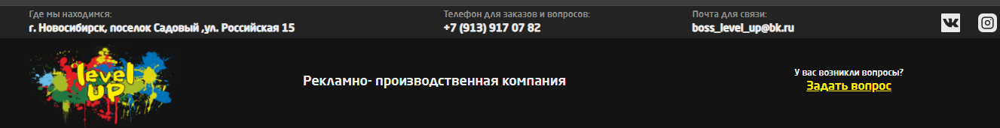 Где мы находимся:
г. Новосибирск, поселок Садовый ,ул. Российская 15
Телефон для заказов и вопросов:
+7 (913) 917 07 82
Почта для связи:
boss_level_up@bk.ru
level
UP
Рекламно- производственная компания
У вас возникли вопросы?
Задать вопрос